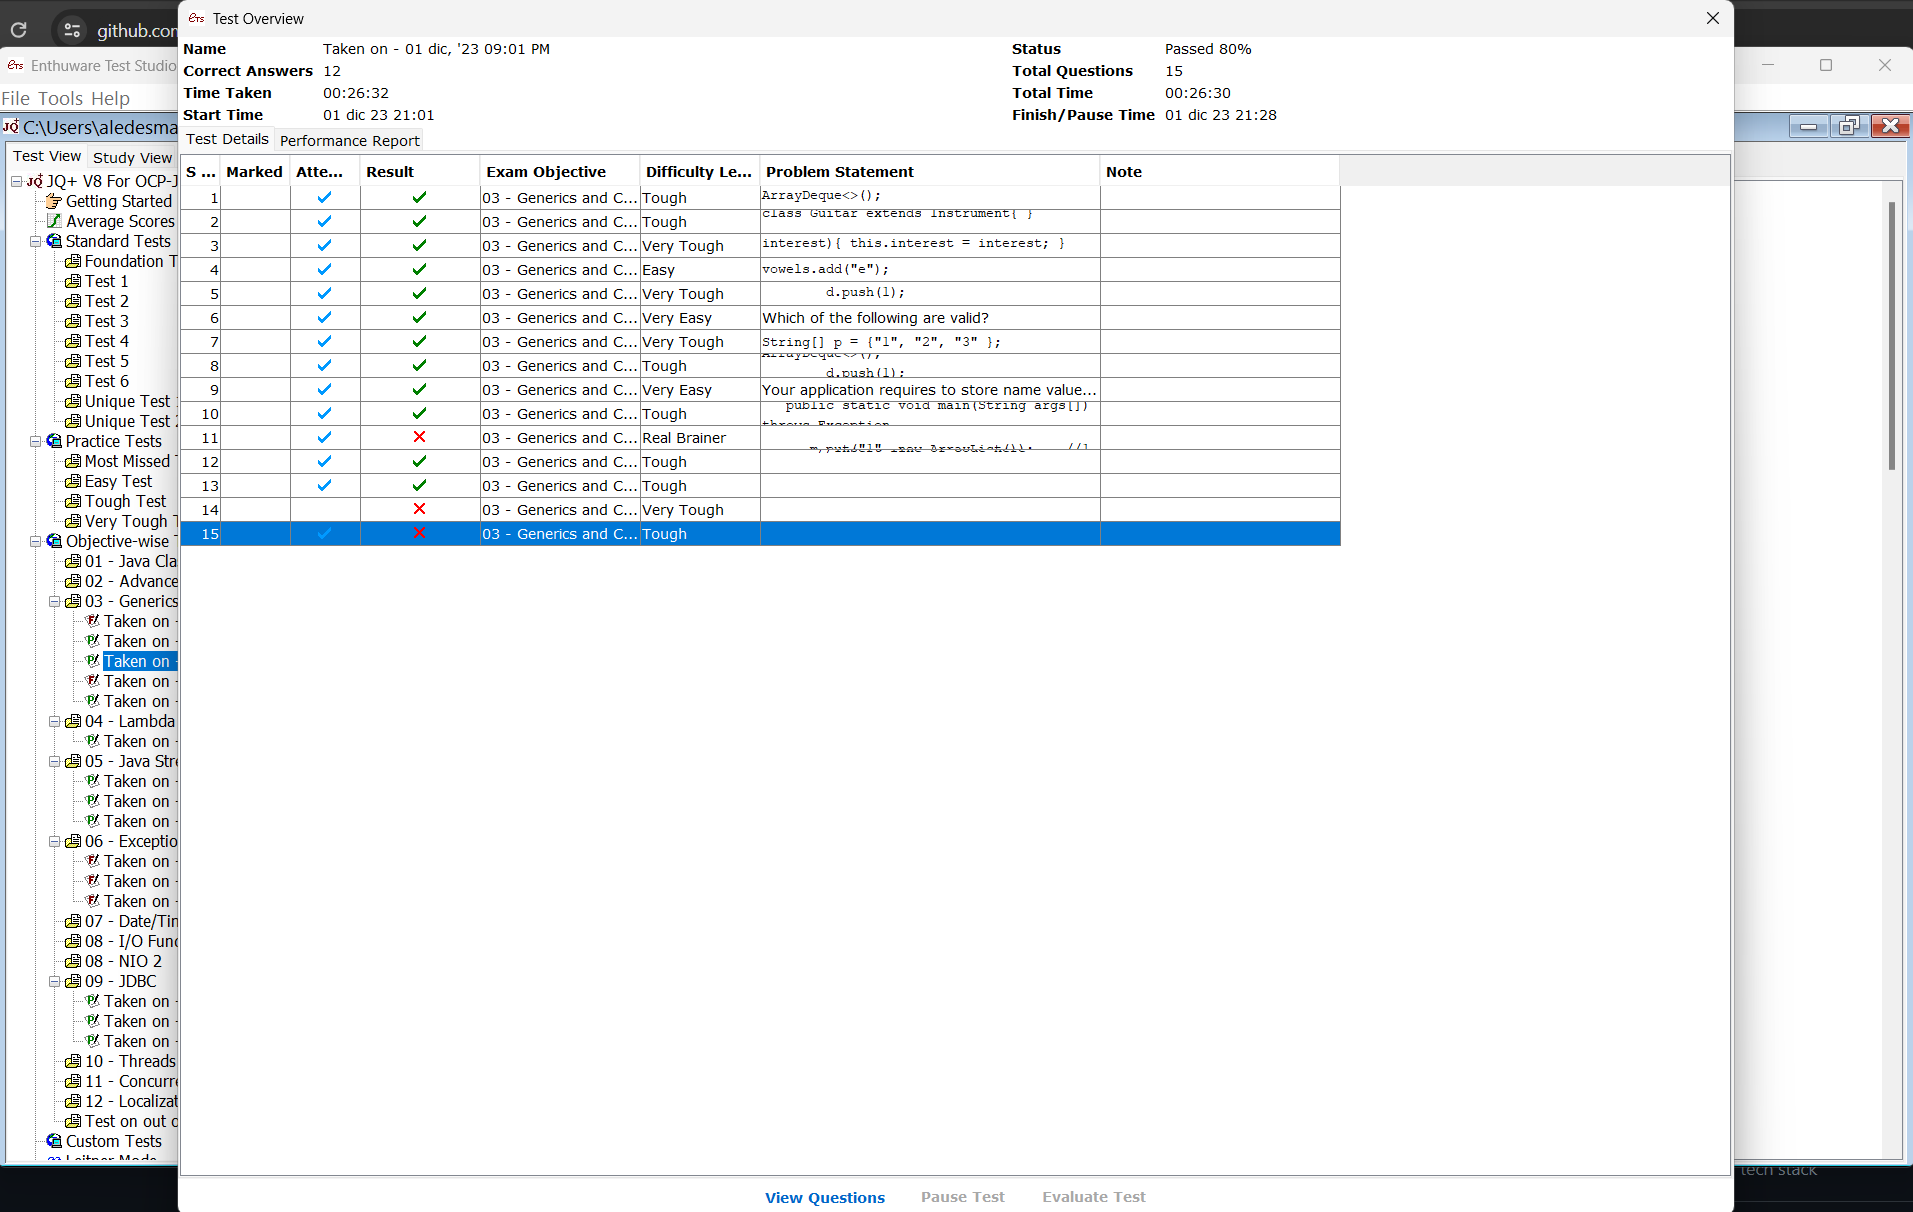 github.con
Enthuware Test Studio
File Tools Help
C:\Users\aledesma
Test View Study View
JQ+ V8 For OCP-J
Getting Started
Average Scores
Standard Tests
Foundation T
Test 1
Test 2
Test 3
Test 4
Test 5
Test 6
Unique Test
Unique Test 2
Practice Tests
Most Missed T
Easy Test
Tough Test
Very Tough T
Objective-wise T
01 - Java Cla
02 - Advance
03 - Generics
Taken on -
Taken on -
Taken on -
Taken on -
Taken on -
04 - Lambda
Taken on -
05 - Java Stre
Taken on -
Taken on -
Taken on -
06 - Exceptio
Taken on -
Taken on -
Taken on -
07 - Date/Tin
08 - I/O Fund
08 - NIO 2
09 - JDBC
Taken on -
Taken on -
Taken on -
10 - Threads
11 - Concurre
12 - Localizat
Test on out o
Custom Tests
Test Overview
Name Taken on - 01 dic, '23 09:01 PM Status Passed 80%
Correct Answers 12 Total Questions 15
Time Taken 00:26:32 Total Time 00:26:30
Start Time 01 dic 23 21:01 Finish/Pause Time 01 dic 23 21:28
Test Details Performance Report
S ... Marked Atte... Result Exam Objective Difficulty Le... Problem Statement Note
1 03 - Generics and C... Tough ArrayDeque<>();
2 03 - Generics and C... Tough class Guitar extends Instrument{ }
3 03 - Generics and C... Very Tough interest){ this.interest = interest; }
4 03 - Generics and C... Easy vowels.add("e");
5 03 - Generics and C... Very Tough d.push(1);
6 03 - Generics and C... Very Easy Which of the following are valid?
7 03 - Generics and C... Very Tough String[] p = {"1", "2", "3" };
8 03 - Generics and C... Tough ArrayDeque<>();
d.push(1);
9 03 - Generics and C... Very Easy Your application requires to store name value...
10 03 - Generics and C... Tough public static void main(String args[])
throws Exception
11 03 - Generics and C... Real Brainer m.put("1", new ArrayList()); //1
12 03 - Generics and C... Tough
13 03 - Generics and C... Tough
14 03 - Generics and C... Very Tough
15 03 - Generics and C... Tough
View Questions Pause Test Evaluate Test
tech stack